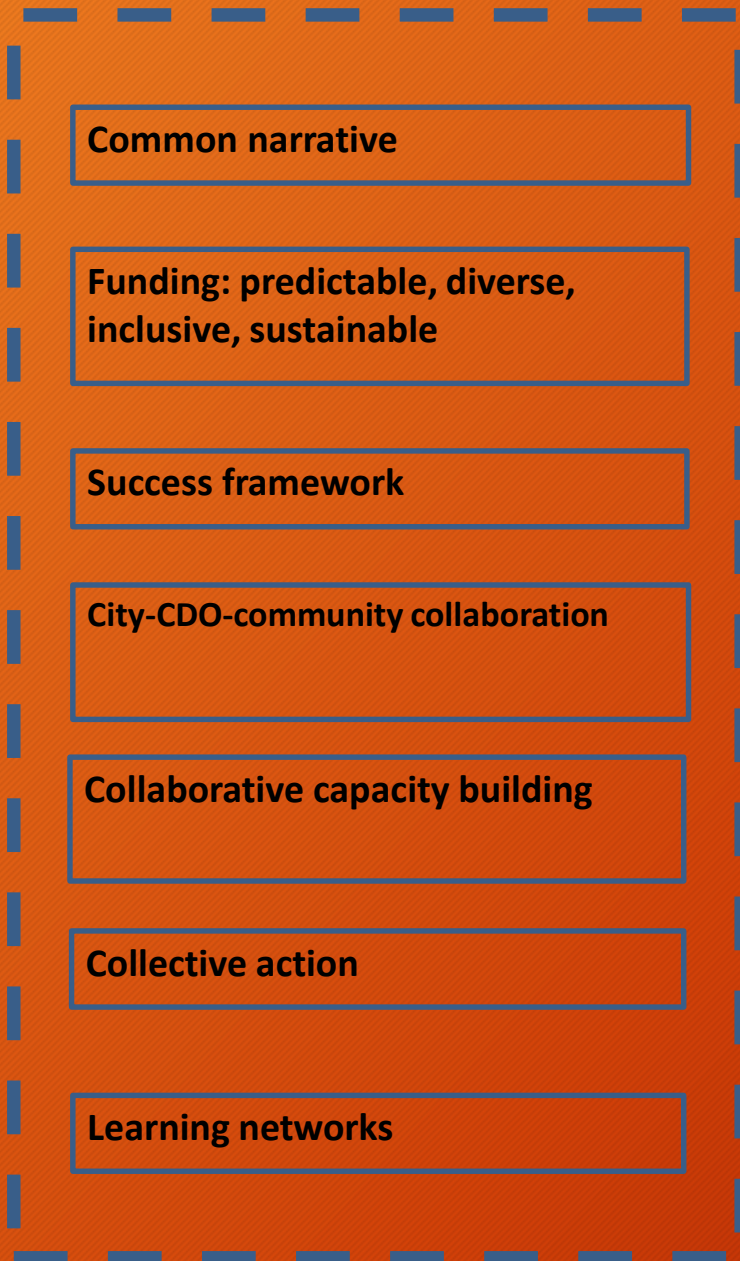 Common narrative
Funding: predictable, diverse,
inclusive, sustainable
Success framework
City-CDO-community collaboration
Collaborative capacity building
Collective action
Learning networks